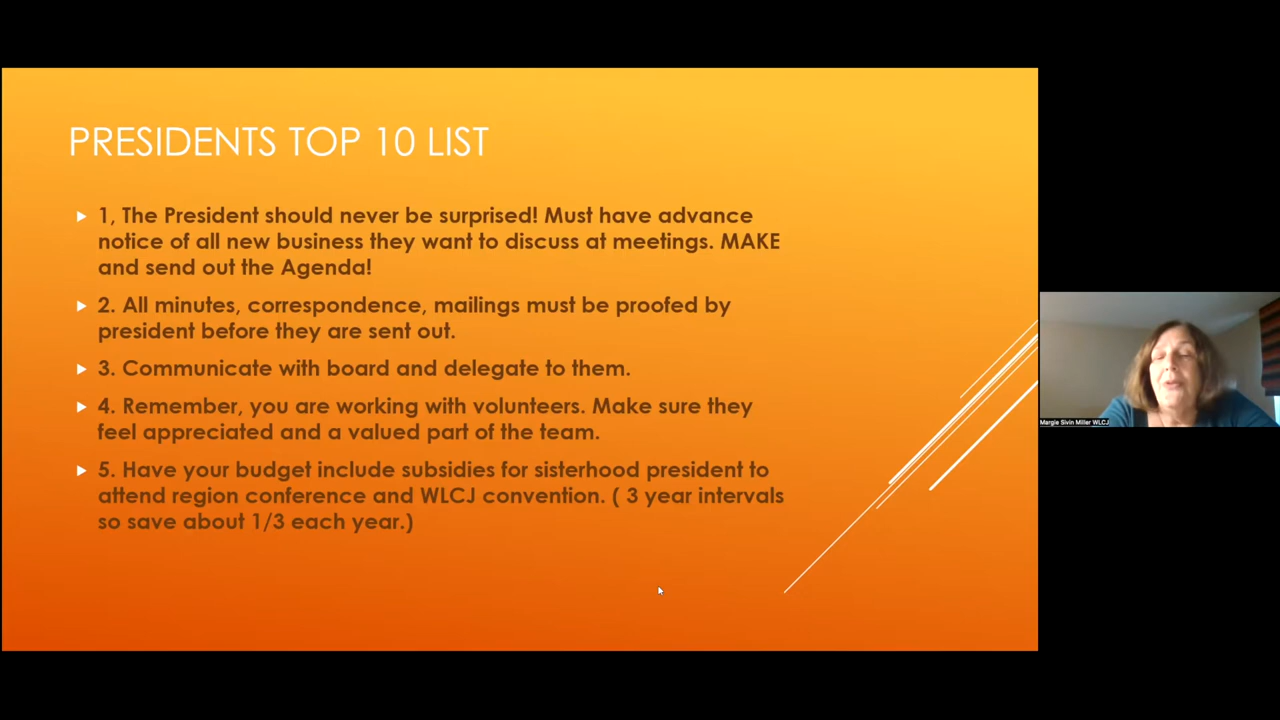 PRESIDENTS TOP 10 LIST
1, The President should never be surprised! Must have advance
notice of all new business they want to discuss at meetings. MAKE
and send out the Agenda!
2. All minutes, correspondence, mailings must be proofed by
president before they are sent out.
3. Communicate with board and delegate to them.
4. Remember, you are working with volunteers. Make sure they
feel appreciated and a valued part of the team.
5. Have your budget include subsidies for sisterhood president to
attend region conference and WLCJ convention. ( 3 year intervals
so save about 1/3 each year.)
Margie Sivin Miller WLCJ